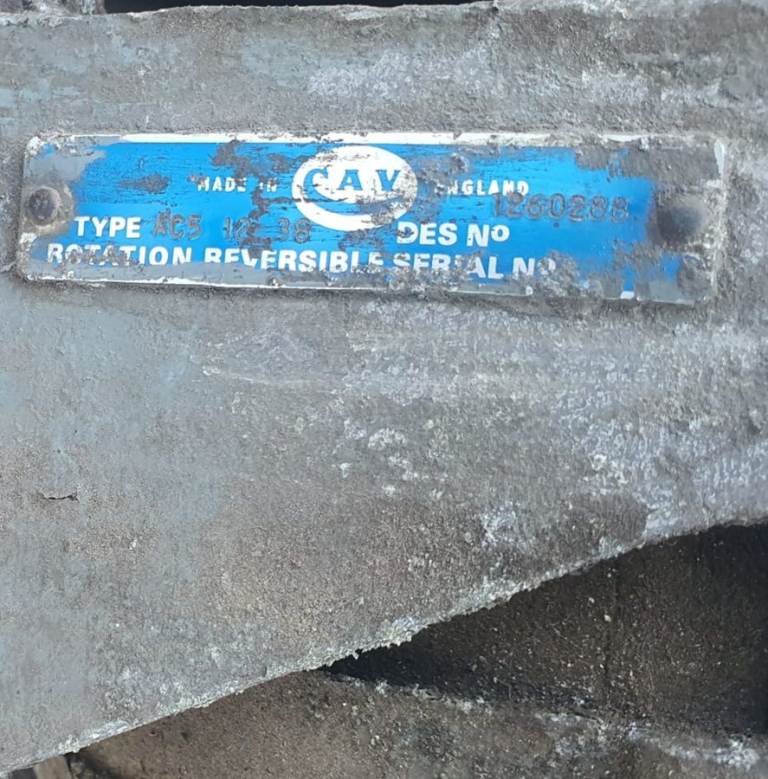 MADE IN CAV ENGLAND
TYPE AC5 12 38 DES NO 1260288
ROTATION REVERSIBLE SERIAL NO